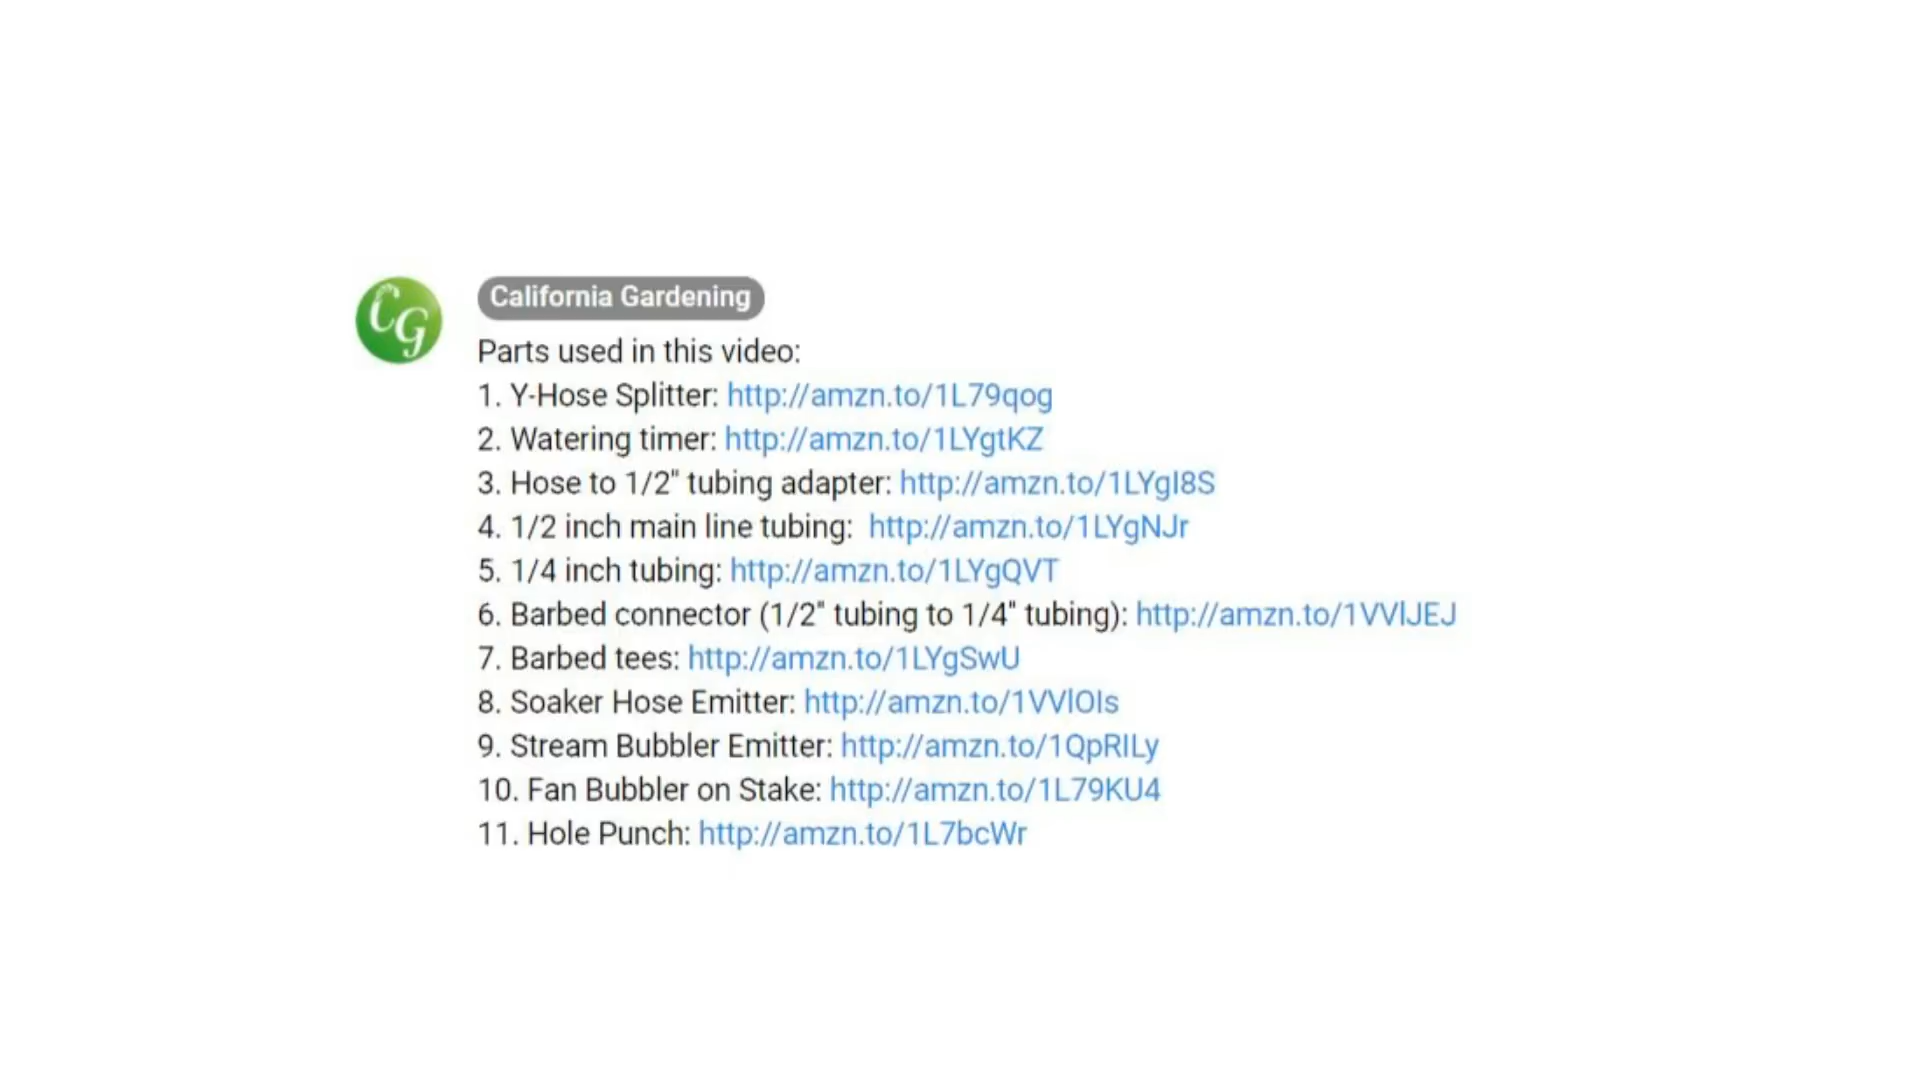 CG
California Gardening
Parts used in this video:
1. Y-Hose Splitter: http://amzn.to/1L79qog
2. Watering timer: http://amzn.to/1LYgtKZ
3. Hose to 1/2" tubing adapter: http://amzn.to/1LYgI8S
4. 1/2 inch main line tubing: http://amzn.to/1LYgNJr
5. 1/4 inch tubing: http://amzn.to/1LYgQVT
6. Barbed connector (1/2" tubing to 1/4" tubing): http://amzn.to/1VVlJEJ
7. Barbed tees: http://amzn.to/1LYgSwU
8. Soaker Hose Emitter: http://amzn.to/1VVlOIs
9. Stream Bubbler Emitter: http://amzn.to/1QpRILy
10. Fan Bubbler on Stake: http://amzn.to/1L79KU4
11. Hole Punch: http://amzn.to/1L7bcWr